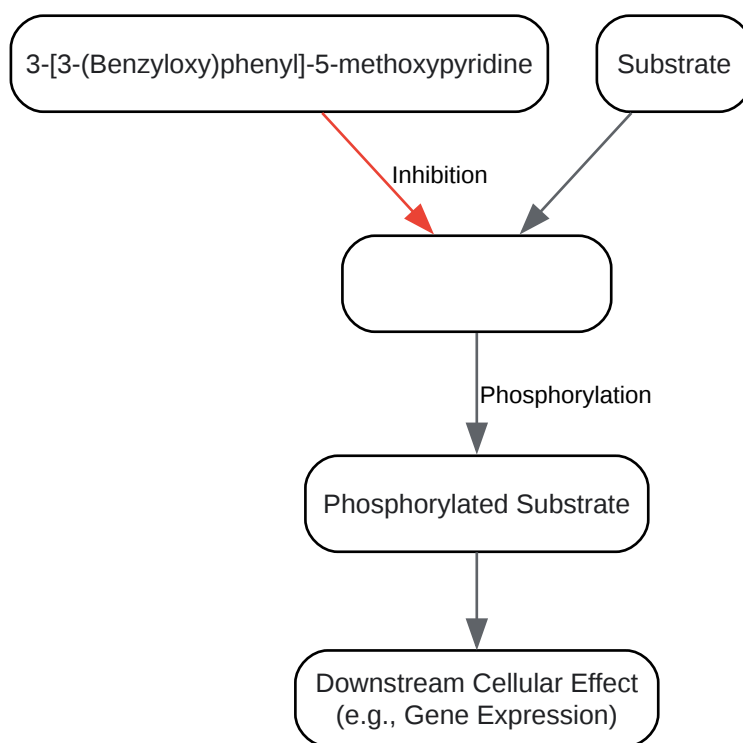 3-[3-(Benzyloxy)phenyl]-5-methoxypyridine
Substrate
Inhibition
Phosphorylation
Phosphorylated Substrate
Downstream Cellular Effect
(e.g., Gene Expression)